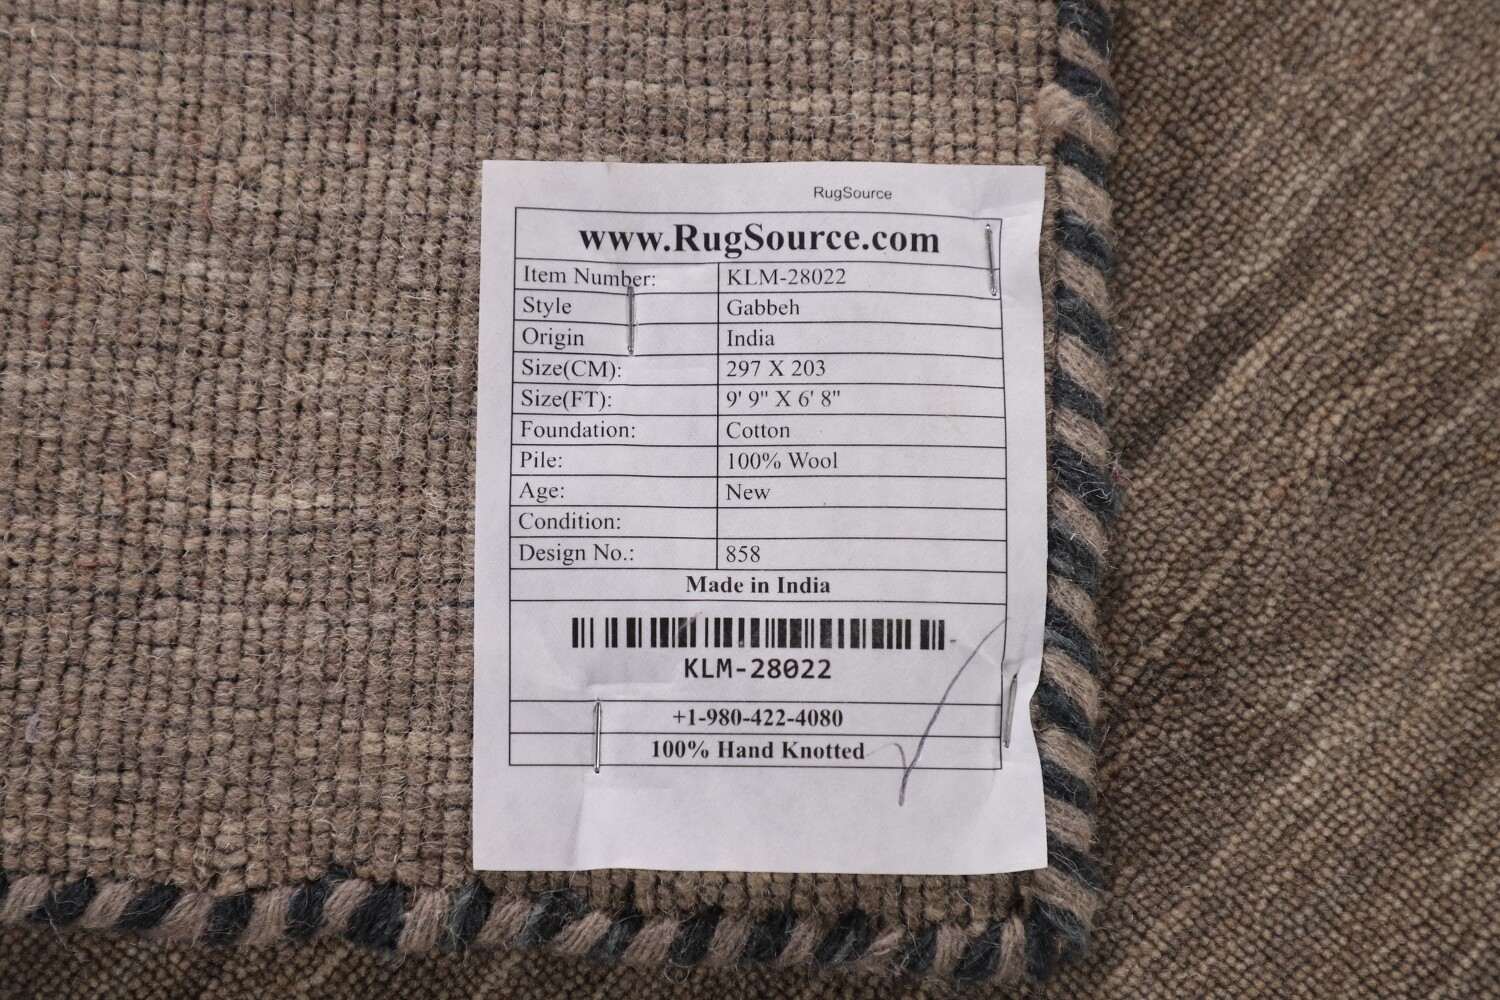 RugSource
www.RugSource.com
Item Number: KLM-28022
Style Gabbeh
Origin India
Size(CM): 297 X 203
Size(FT): 9' 9" X 6' 8"
Foundation: Cotton
Pile: 100% Wool
Age: New
Condition:
Design No.: 858
Made in India
KLM-28022
+1-980-422-4080
100% Hand Knotted